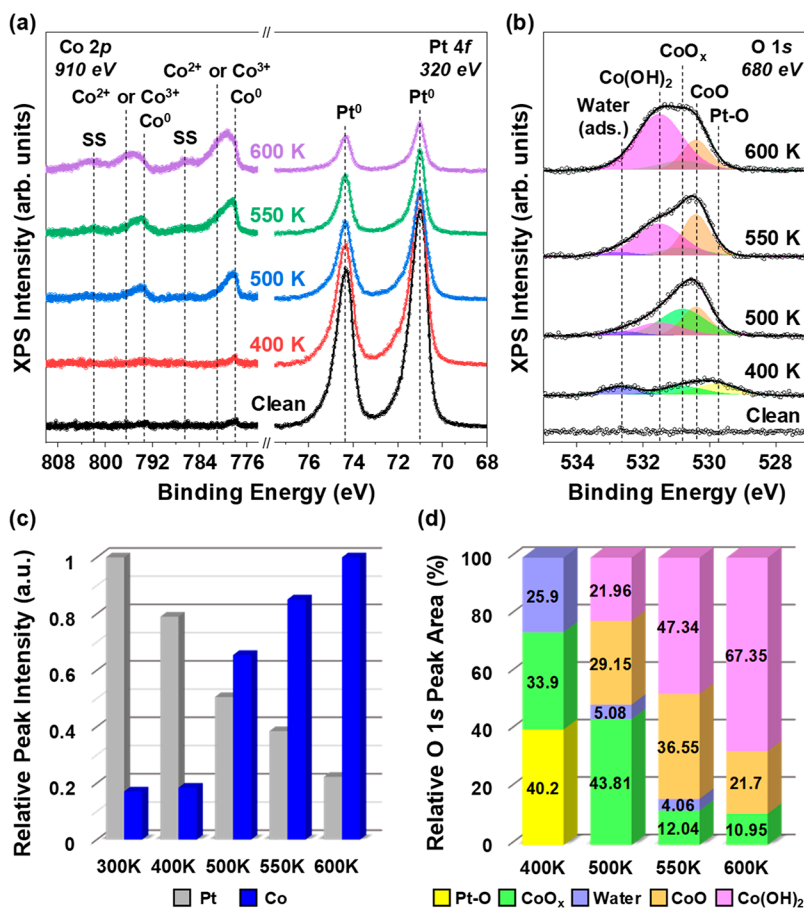 (a)
Co 2p
910 eV
//
Pt 4f
320 eV
Co²⁺ or Co³⁺
Co²⁺ or Co³⁺
Co⁰
Co⁰
SS
SS
Pt⁰
Pt⁰
600 K
550 K
500 K
400 K
Clean
XPS Intensity (arb. units)
808 800 792 784 776 // 76 74 72 70 68
Binding Energy (eV)
(b)
O 1s
680 eV
CoOₓ
Co(OH)₂
CoO
Water
(ads.)
Pt-O
600 K
550 K
500 K
400 K
Clean
XPS Intensity (arb. units)
534 532 530 528
Binding Energy (eV)
(c)
Relative Peak Intensity (a.u.)
1
0.8
0.6
0.4
0.2
0
300K 400K 500K 550K 600K
Pt Co
(d)
Relative O 1s Peak Area (%)
100
80
60
40
20
0
25.9
33.9
40.2
21.96
29.15
5.08
43.81
47.34
36.55
4.06
12.04
67.35
21.7
10.95
400K 500K 550K 600K
Pt-O CoOₓ Water CoO Co(OH)₂